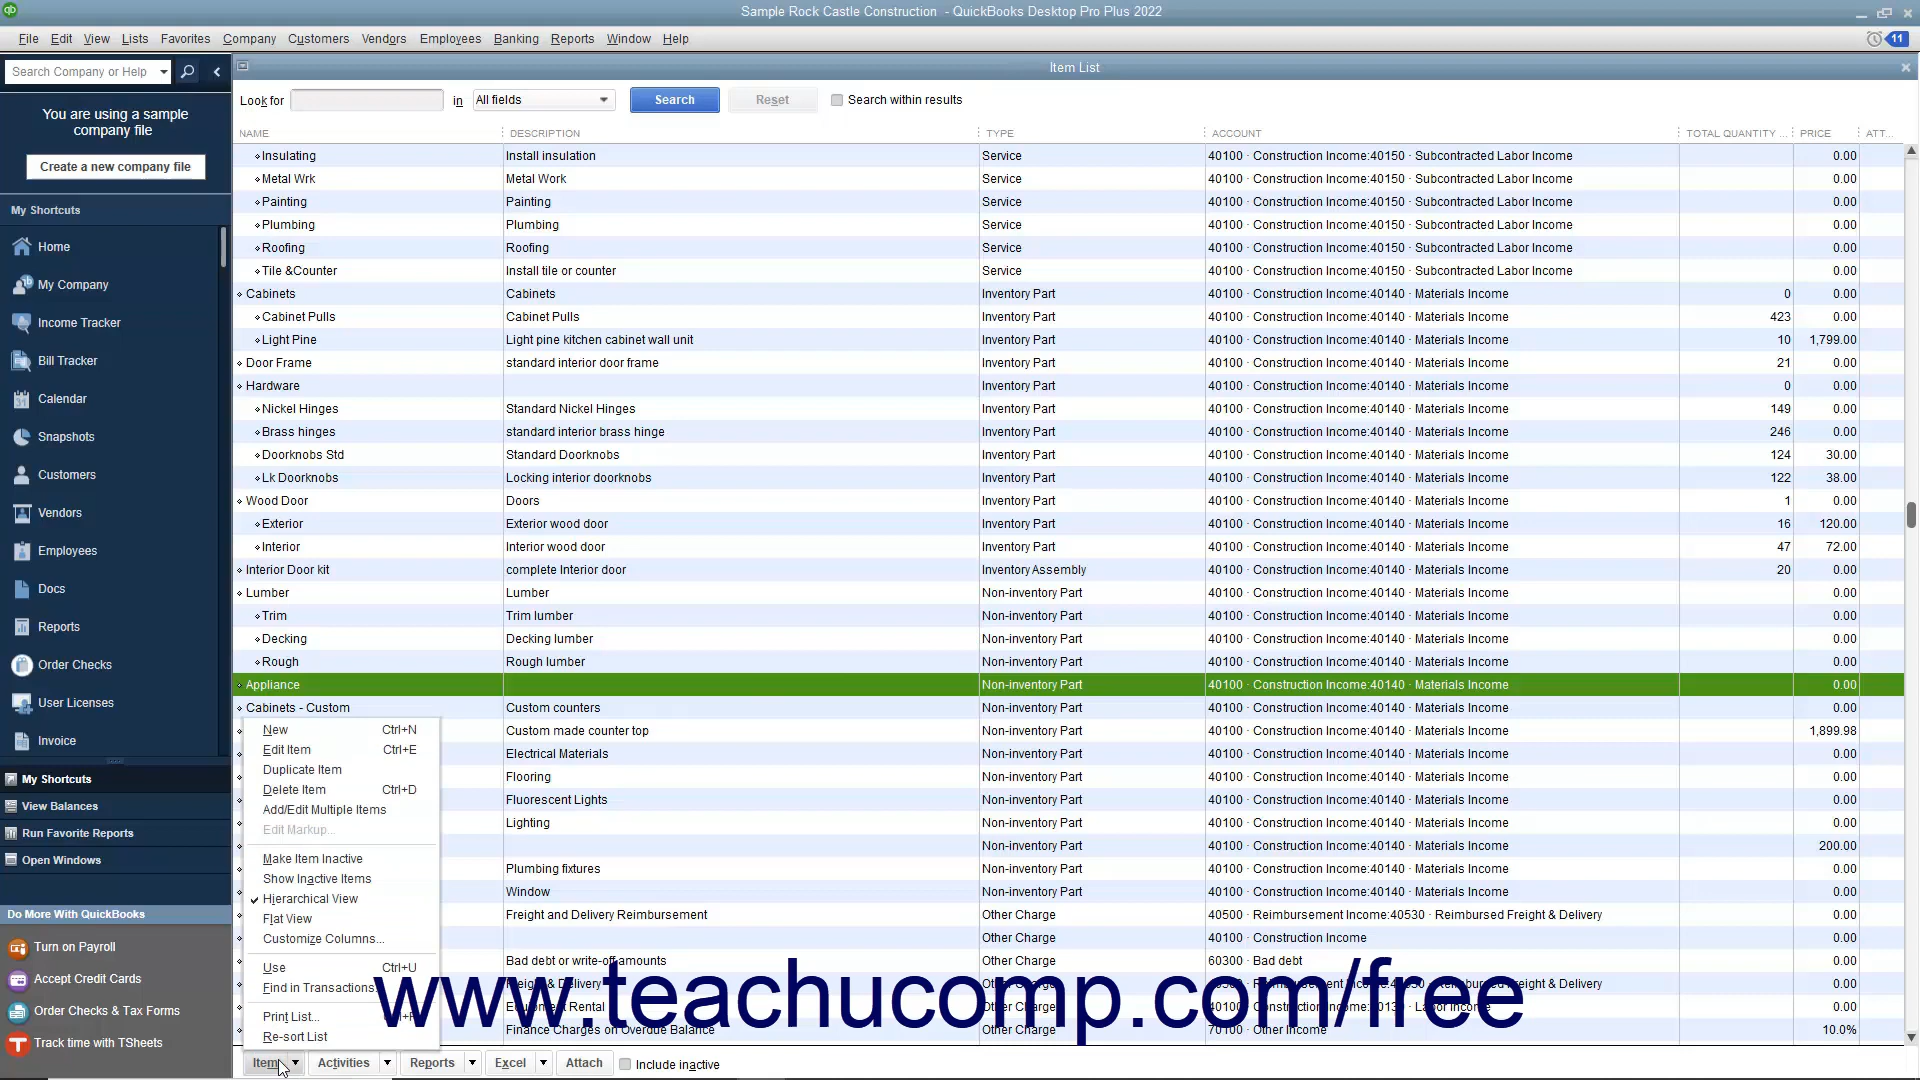 Sample Rock Castle Construction - QuickBooks Desktop Pro Plus 2022
File Edit View Lists Favorites Company Customers Vendors Employees Banking Reports Window Help
11
Search Company or Help
Item List
You are using a sample
company file
Create a new company file
Look for in All fields Search Reset Search within results
NAME DESCRIPTION TYPE ACCOUNT TOTAL QUANTITY ... PRICE ATT...
Insulating Install insulation Service 40100 · Construction Income:40150 · Subcontracted Labor Income 0.00
Metal Wrk Metal Work Service 40100 · Construction Income:40150 · Subcontracted Labor Income 0.00
Painting Painting Service 40100 · Construction Income:40150 · Subcontracted Labor Income 0.00
Plumbing Plumbing Service 40100 · Construction Income:40150 · Subcontracted Labor Income 0.00
Roofing Roofing Service 40100 · Construction Income:40150 · Subcontracted Labor Income 0.00
Tile &Counter Install tile or counter Service 40100 · Construction Income:40150 · Subcontracted Labor Income 0.00
Cabinets Cabinets Inventory Part 40100 · Construction Income:40140 · Materials Income 0 0.00
Cabinet Pulls Cabinet Pulls Inventory Part 40100 · Construction Income:40140 · Materials Income 423 0.00
Light Pine Light pine kitchen cabinet wall unit Inventory Part 40100 · Construction Income:40140 · Materials Income 10 1,799.00
Door Frame standard interior door frame Inventory Part 40100 · Construction Income:40140 · Materials Income 21 0.00
Hardware Inventory Part 40100 · Construction Income:40140 · Materials Income 0 0.00
Nickel Hinges Standard Nickel Hinges Inventory Part 40100 · Construction Income:40140 · Materials Income 149 0.00
Brass hinges standard interior brass hinge Inventory Part 40100 · Construction Income:40140 · Materials Income 246 0.00
Doorknobs Std Standard Doorknobs Inventory Part 40100 · Construction Income:40140 · Materials Income 124 30.00
Lk Doorknobs Locking interior doorknobs Inventory Part 40100 · Construction Income:40140 · Materials Income 122 38.00
Wood Door Doors Inventory Part 40100 · Construction Income:40140 · Materials Income 1 0.00
Exterior Exterior wood door Inventory Part 40100 · Construction Income:40140 · Materials Income 16 120.00
Interior Interior wood door Inventory Part 40100 · Construction Income:40140 · Materials Income 47 72.00
Interior Door kit complete Interior door Inventory Assembly 40100 · Construction Income:40140 · Materials Income 20 0.00
Lumber Lumber Non-inventory Part 40100 · Construction Income:40140 · Materials Income 0.00
Trim Trim lumber Non-inventory Part 40100 · Construction Income:40140 · Materials Income 0.00
Decking Decking lumber Non-inventory Part 40100 · Construction Income:40140 · Materials Income 0.00
Rough Rough lumber Non-inventory Part 40100 · Construction Income:40140 · Materials Income 0.00
Appliance Non-inventory Part 40100 · Construction Income:40140 · Materials Income 0.00
Cabinets - Custom Custom counters Non-inventory Part 40100 · Construction Income:40140 · Materials Income 0.00
Custom made counter top Non-inventory Part 40100 · Construction Income:40140 · Materials Income 1,899.98
Electrical Materials Non-inventory Part 40100 · Construction Income:40140 · Materials Income 0.00
Flooring Non-inventory Part 40100 · Construction Income:40140 · Materials Income 0.00
Fluorescent Lights Non-inventory Part 40100 · Construction Income:40140 · Materials Income 0.00
Lighting Non-inventory Part 40100 · Construction Income:40140 · Materials Income 0.00
Non-inventory Part 40100 · Construction Income:40140 · Materials Income 200.00
Plumbing fixtures Non-inventory Part 40100 · Construction Income:40140 · Materials Income 0.00
Window Non-inventory Part 40100 · Construction Income:40140 · Materials Income 0.00
Freight and Delivery Reimbursement Other Charge 40500 · Reimbursement Income:40530 · Reimbursed Freight & Delivery 0.00
Other Charge 40100 · Construction Income 0.00
Bad debt or write-off amounts Other Charge 60300 · Bad debt 0.00
Freight & Delivery Other Charge Reimbursement Income:40530 · Reimbursed Freight & Delivery 0.00
Equipment Rental Other Charge 40100 · Construction Income:40130 · Labor Income 0.00
Finance Charges on Overdue Balance Other Charge 70100 · Other Income 10.0%
My Shortcuts
Home
My Company
Income Tracker
Bill Tracker
Calendar
Snapshots
Customers
Vendors
Employees
Docs
Reports
Order Checks
User Licenses
Invoice
My Shortcuts
View Balances
Run Favorite Reports
Open Windows
Do More With QuickBooks
Turn on Payroll
Accept Credit Cards
Order Checks & Tax Forms
Track time with TSheets
New Ctrl+N
Edit Item Ctrl+E
Duplicate Item
Delete Item Ctrl+D
Add/Edit Multiple Items
Edit Markup...
Make Item Inactive
Show Inactive Items
Hierarchical View
Flat View
Customize Columns...
Use Ctrl+U
Find in Transactions...
Print List...
Re-sort List
www.teachucomp.com/free
Item Activities Reports Excel Attach Include inactive